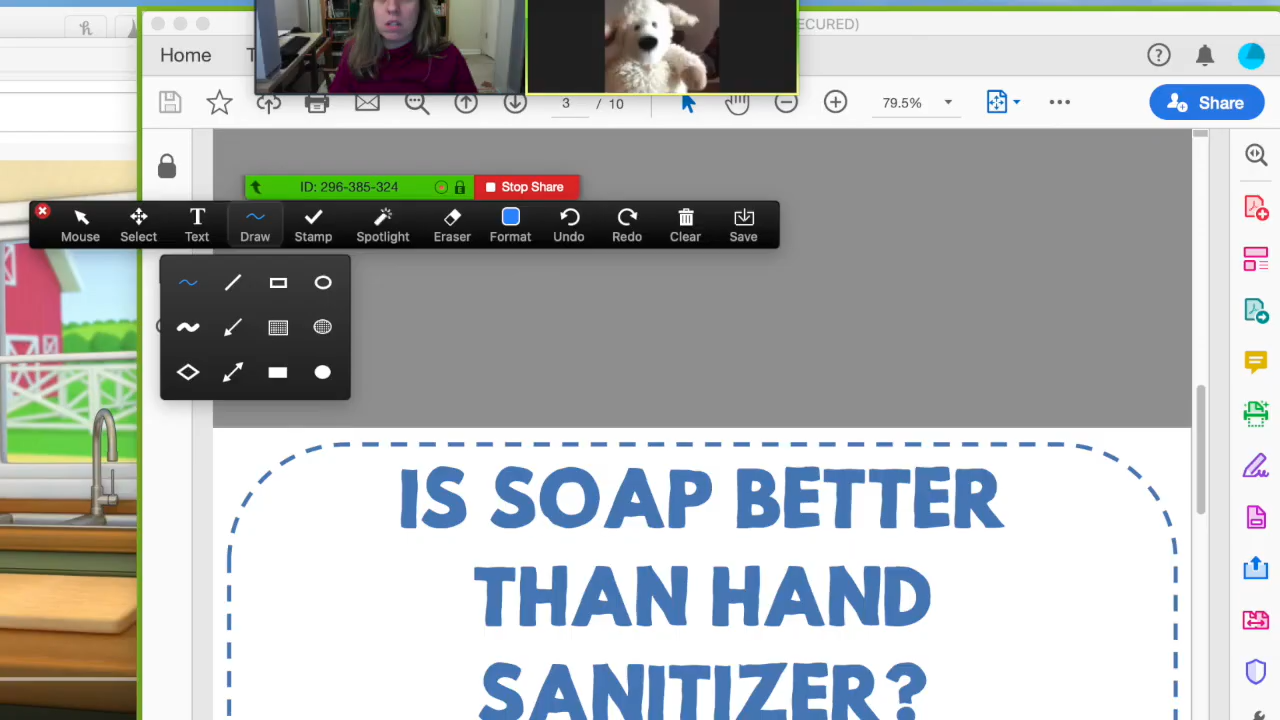 ECURED)
Home
3 / 10
79.5%
Share
ID: 296-385-324
Stop Share
Mouse Select Text Draw Stamp Spotlight Eraser Format Undo Redo Clear Save
IS SOAP BETTER
THAN HAND
SANITIZER?